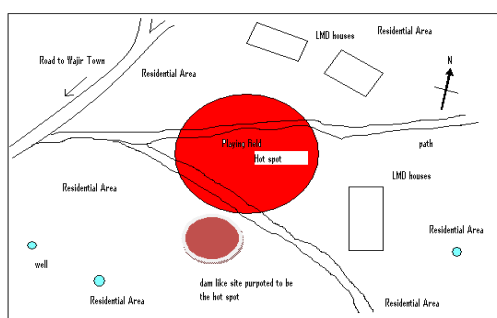 LMD houses
Residential Area
Road to Wajir Town
Residential Area
N
Playing field
Hot spot
path
LMD houses
Residential Area
Residential Area
well
dam like site purpoted to be
the hot spot
Residential Area
Residential Area